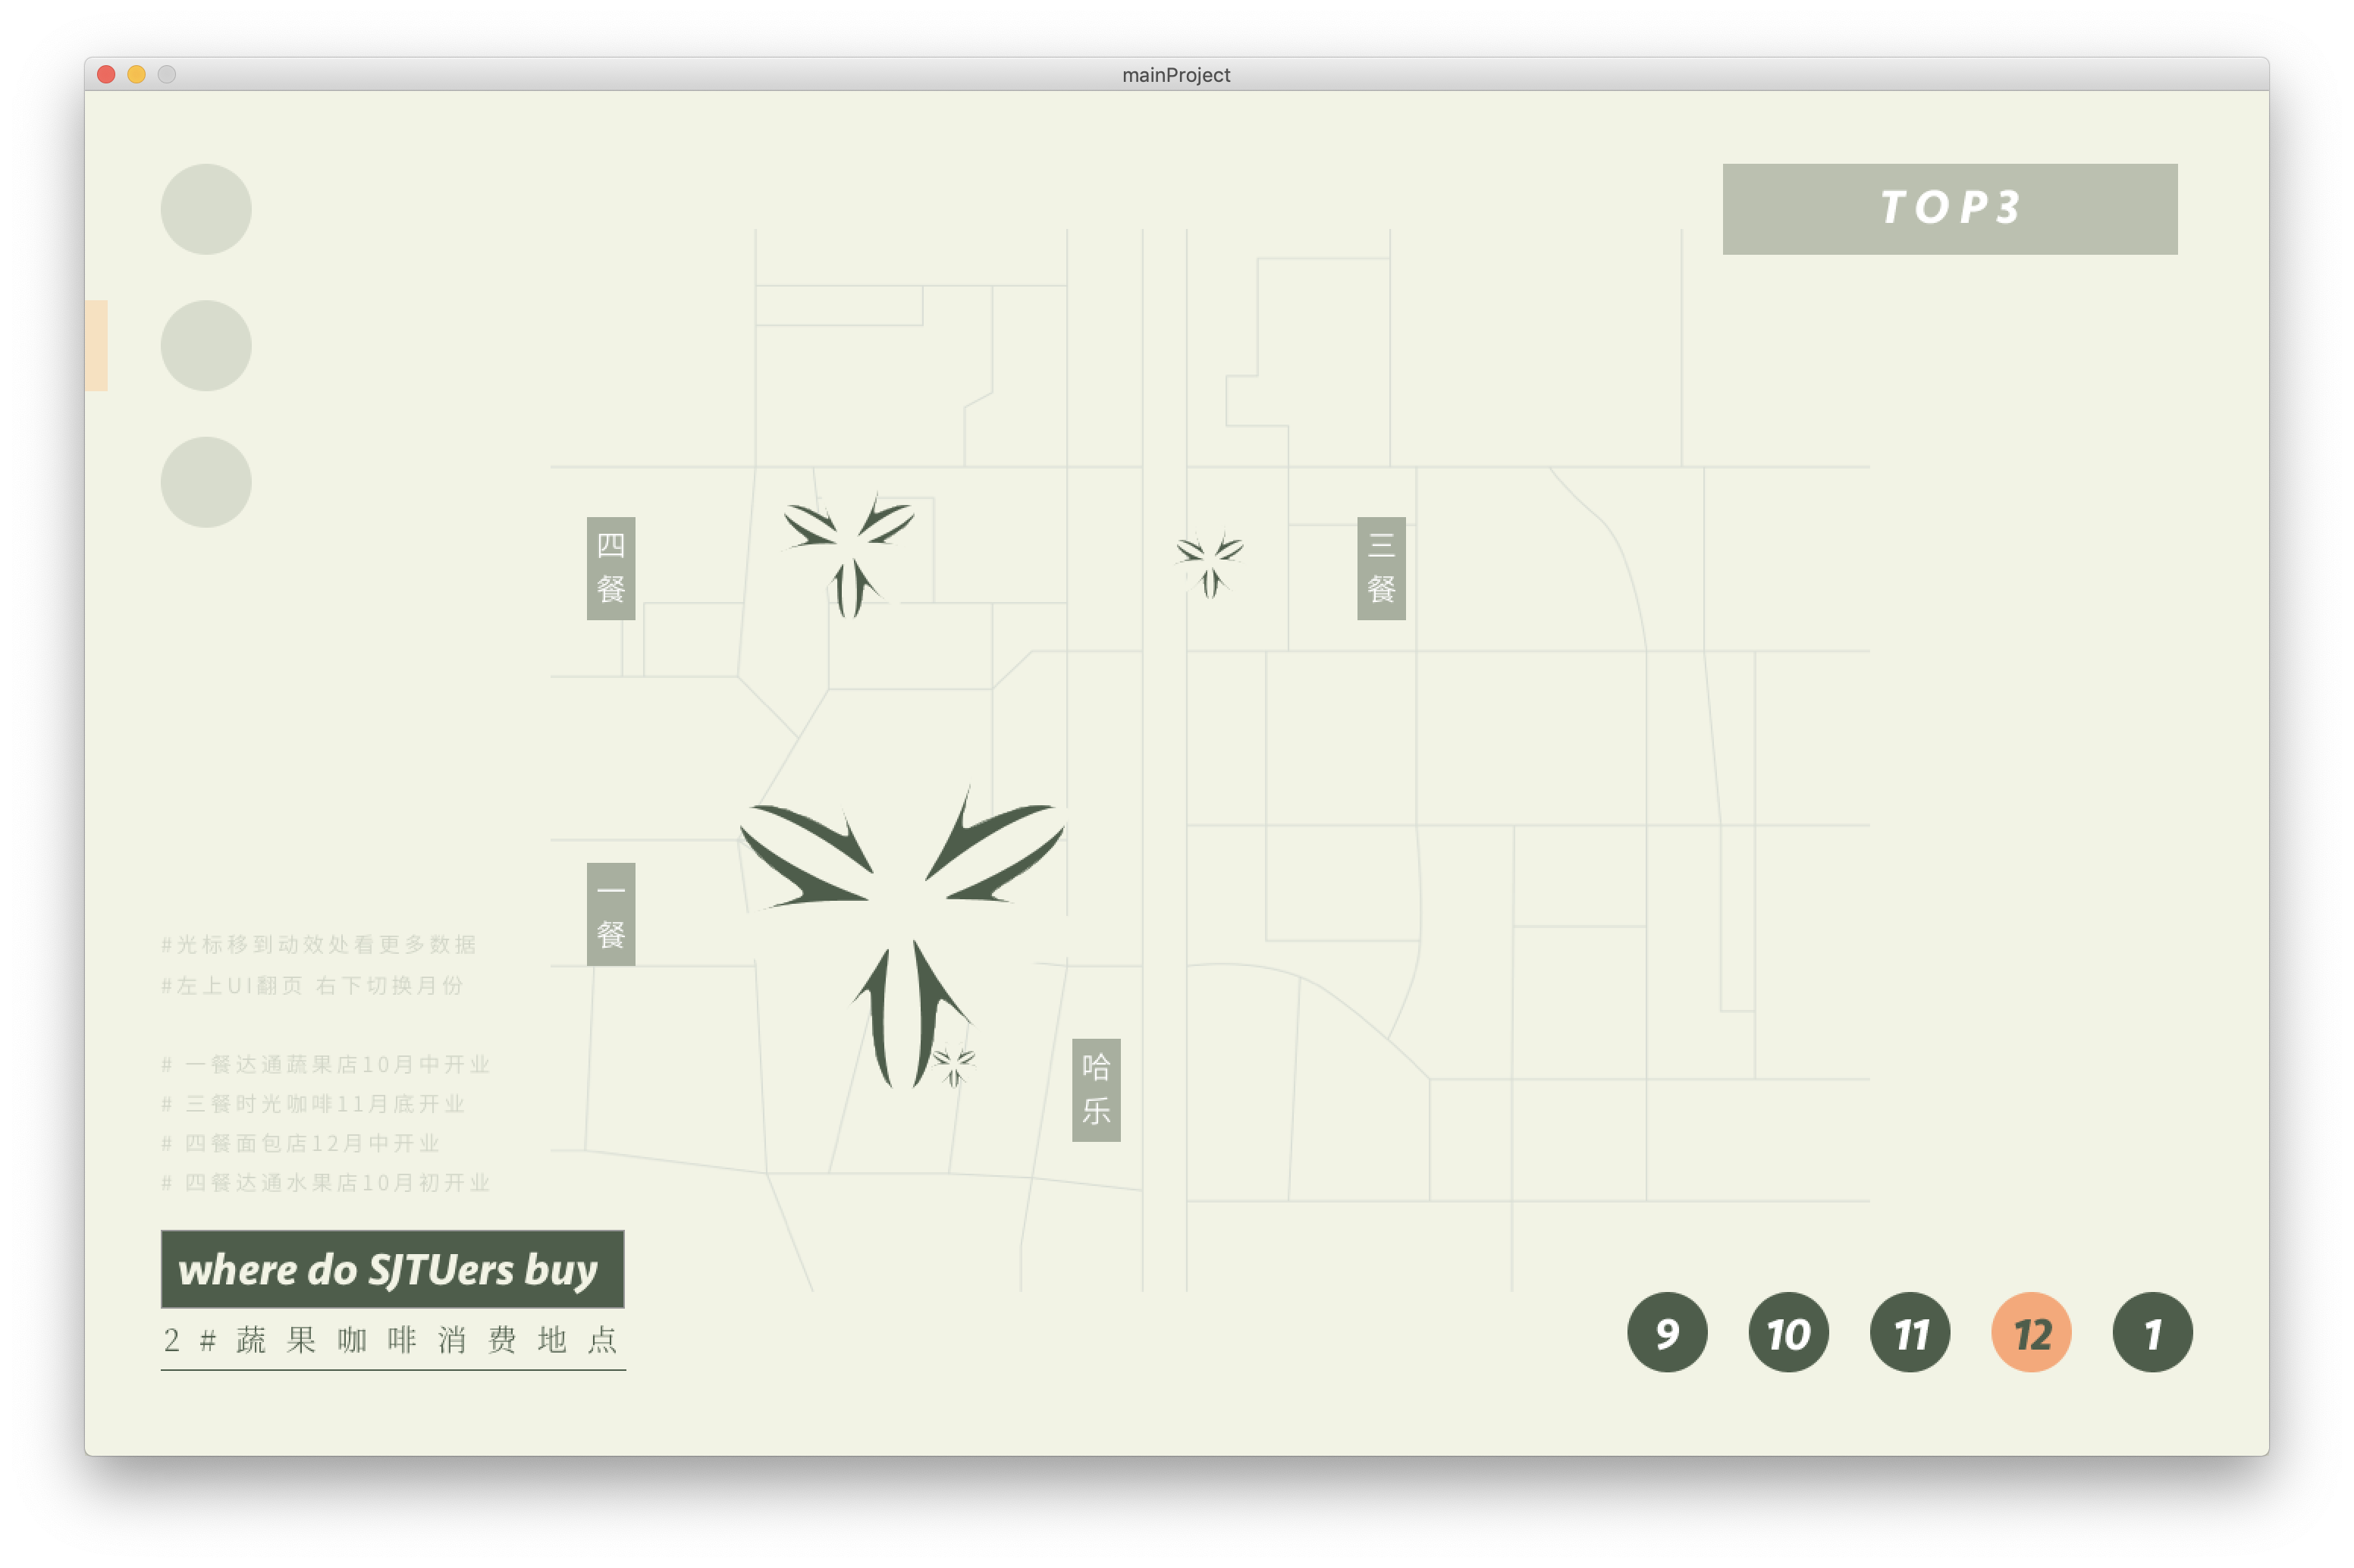 mainProject
TOP3
四餐
三餐
一餐
哈乐
#光标移到动效处看更多数据
#左上UI翻页 右下切换月份
# 一餐达通蔬果店10月中开业
# 三餐时光咖啡11月底开业
# 四餐面包店12月中开业
# 四餐达通水果店10月初开业
where do SJTUers buy
2#蔬果咖啡消费地点
9 10 11 12 1